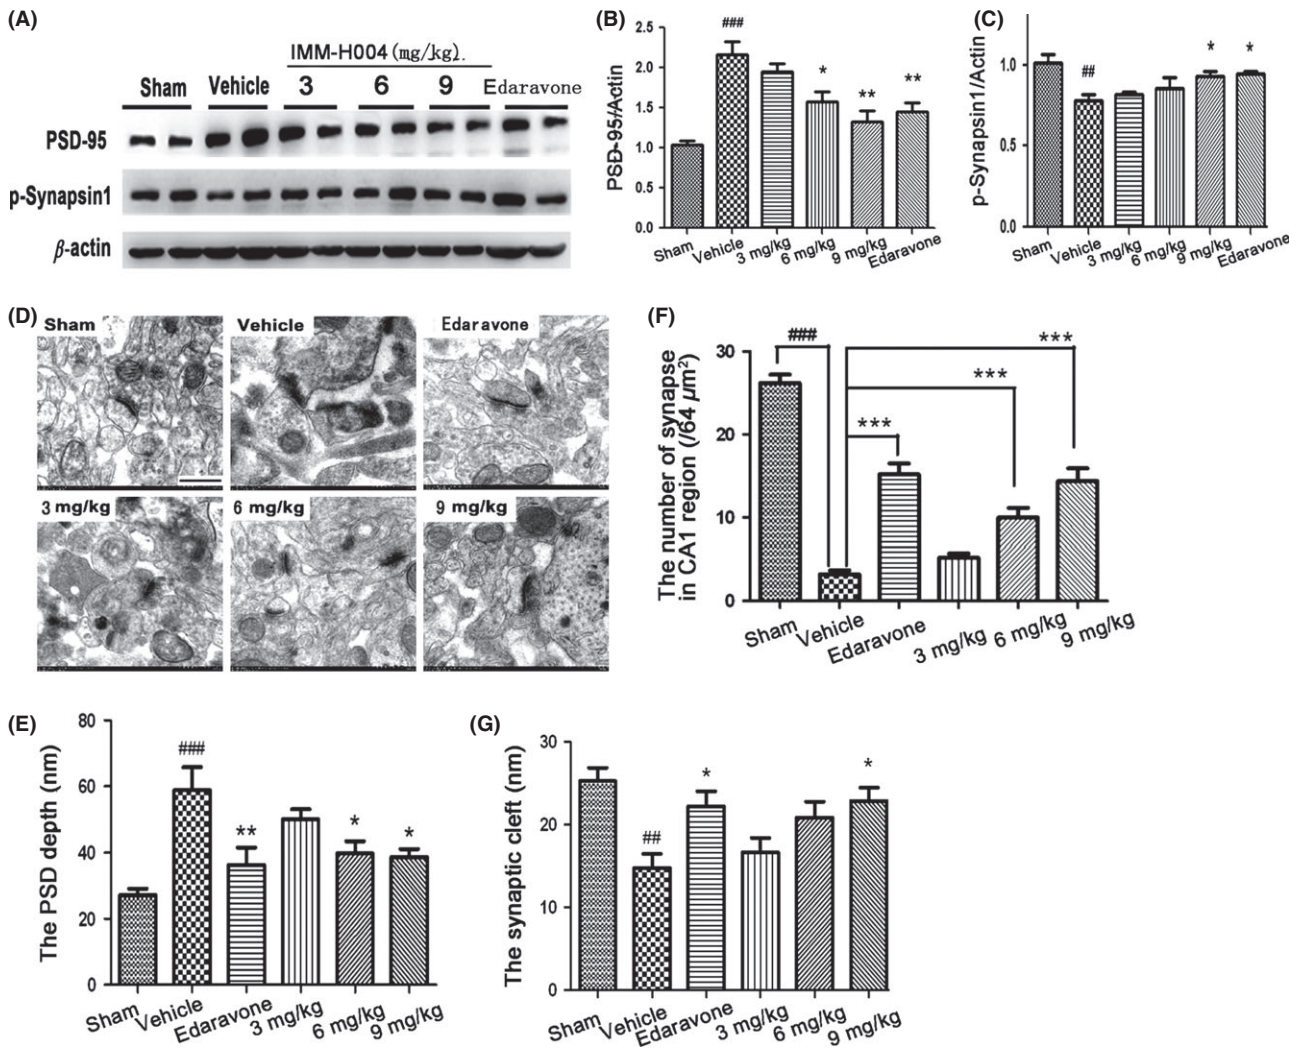 (A)
IMM-H004 (mg/kg).
Sham Vehicle 3 6 9 Edaravone
PSD-95
p-Synapsin1
β-actin
(B)
PSD-95/Actin
2.5
2.0
1.5
1.0
0.5
0.0
###
*
**
**
Sham Vehicle 3 mg/kg 6 mg/kg 9 mg/kg Edaravone
(C)
p-Synapsin1/Actin
1.0
0.5
0.0
##
*
*
Sham Vehicle 3 mg/kg 6 mg/kg 9 mg/kg Edaravone
(D)
Sham Vehicle Edaravone
3 mg/kg 6 mg/kg 9 mg/kg
(F)
The number of synapse
in CA1 region (/64 µm²)
30
20
10
0
###
***
***
***
Sham Vehicle Edaravone 3 mg/kg 6 mg/kg 9 mg/kg
(E)
The PSD depth (nm)
80
60
40
20
0
###
**
*
*
Sham Vehicle Edaravone 3 mg/kg 6 mg/kg 9 mg/kg
(G)
The synaptic cleft (nm)
30
20
10
0
##
*
*
Sham Vehicle Edaravone 3 mg/kg 6 mg/kg 9 mg/kg